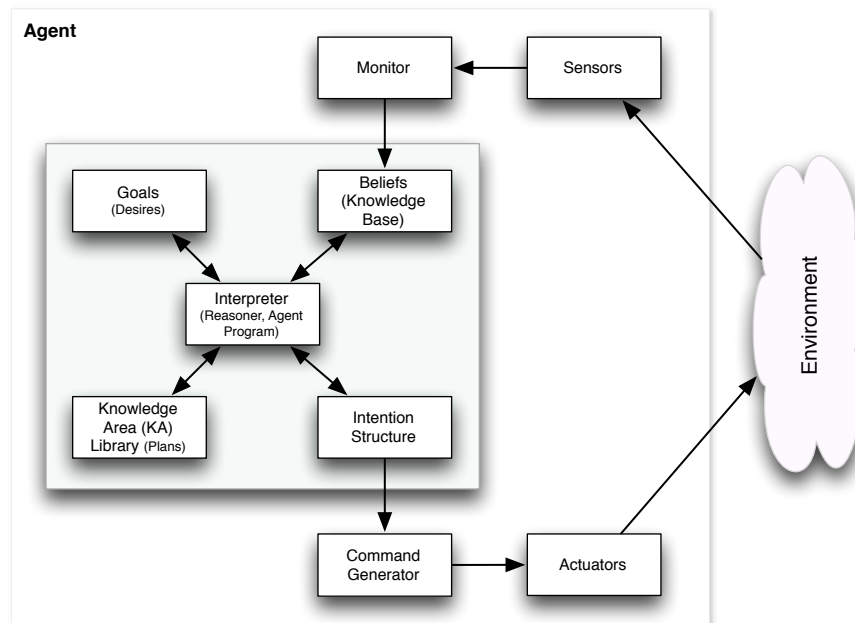 Agent
Monitor
Sensors
Goals
(Desires)
Beliefs
(Knowledge
Base)
Interpreter
(Reasoner, Agent
Program)
Knowledge
Area (KA)
Library (Plans)
Intention
Structure
Command
Generator
Actuators
Environment